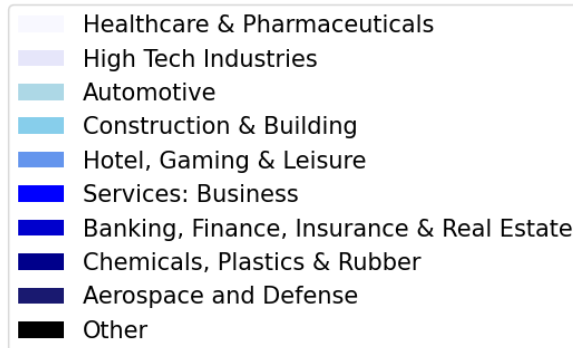 Healthcare & Pharmaceuticals
High Tech Industries
Automotive
Construction & Building
Hotel, Gaming & Leisure
Services: Business
Banking, Finance, Insurance & Real Estate
Chemicals, Plastics & Rubber
Aerospace and Defense
Other